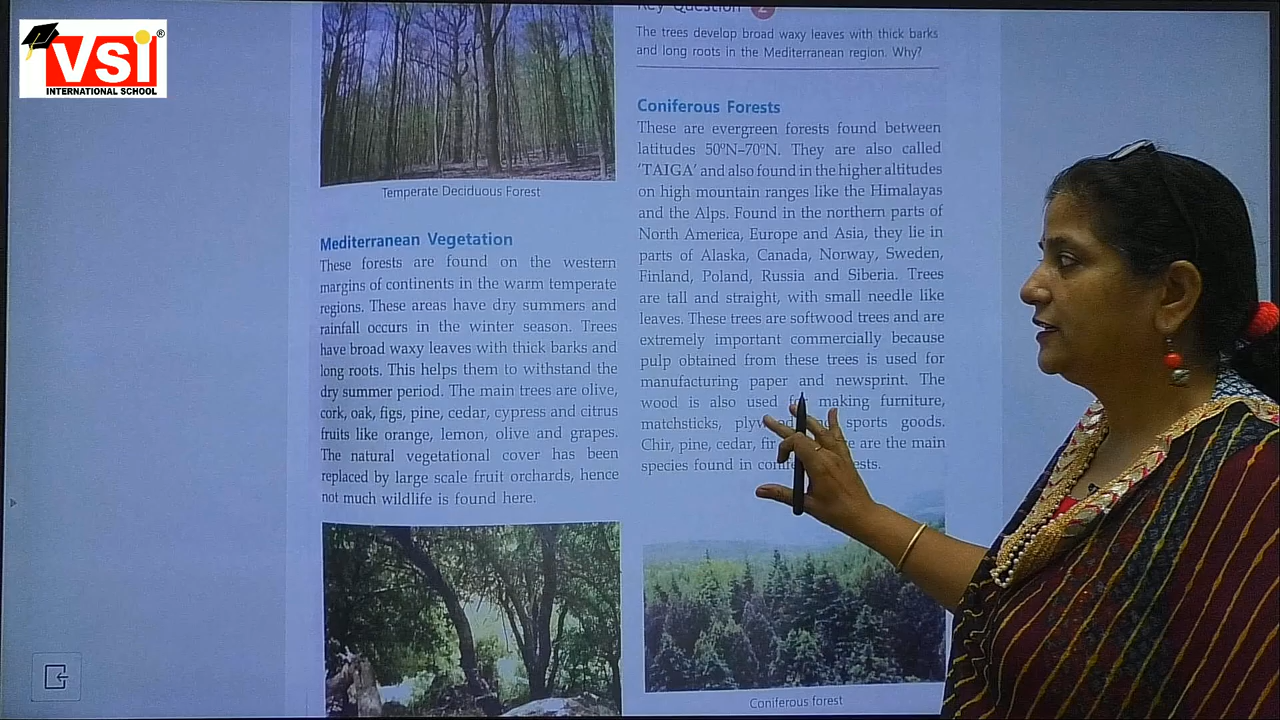 VSI
®
INTERNATIONAL SCHOOL
Temperate Deciduous Forest
Mediterranean Vegetation
These forests are found on the western
margins of continents in the warm temperate
regions. These areas have dry summers and
rainfall occurs in the winter season. Trees
have broad waxy leaves with thick barks and
long roots. This helps them to withstand the
dry summer period. The main trees are olive,
cork, oak, figs, pine, cedar, cypress and citrus
fruits like orange, lemon, olive and grapes.
The natural vegetational cover has been
replaced by large scale fruit orchards, hence
not much wildlife is found here.
Key Question 2
The trees develop broad waxy leaves with thick barks
and long roots in the Mediterranean region. Why?
Coniferous Forests
These are evergreen forests found between
latitudes 50ºN–70ºN. They are also called
'TAIGA' and also found in the higher altitudes
on high mountain ranges like the Himalayas
and the Alps. Found in the northern parts of
North America, Europe and Asia, they lie in
parts of Alaska, Canada, Norway, Sweden,
Finland, Poland, Russia and Siberia. Trees
are tall and straight, with small needle like
leaves. These trees are softwood trees and are
extremely important commercially because
pulp obtained from these trees is used for
manufacturing paper and newsprint. The
wood is also used making furniture,
matchsticks, sports goods.
Chir, pine, cedar, are the main
species found in
Coniferous forest